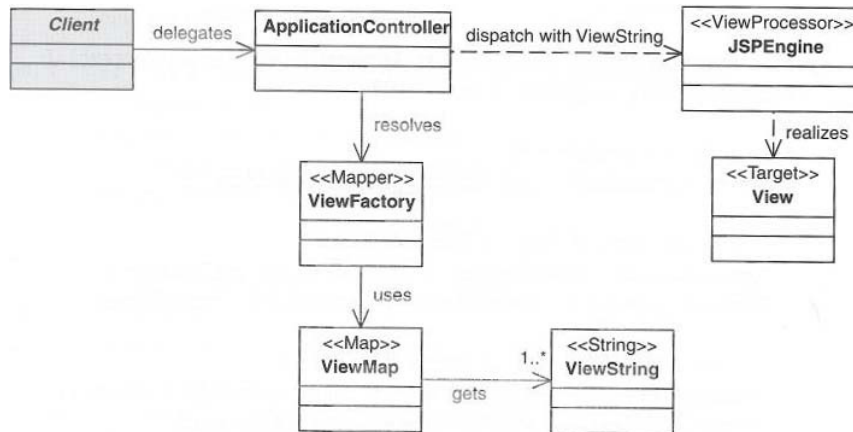 Client
delegates
ApplicationController
dispatch with ViewString
<<ViewProcessor>>
JSPEngine
resolves
realizes
<<Mapper>>
ViewFactory
<<Target>>
View
uses
<<Map>>
ViewMap
gets
1..*
<<String>>
ViewString